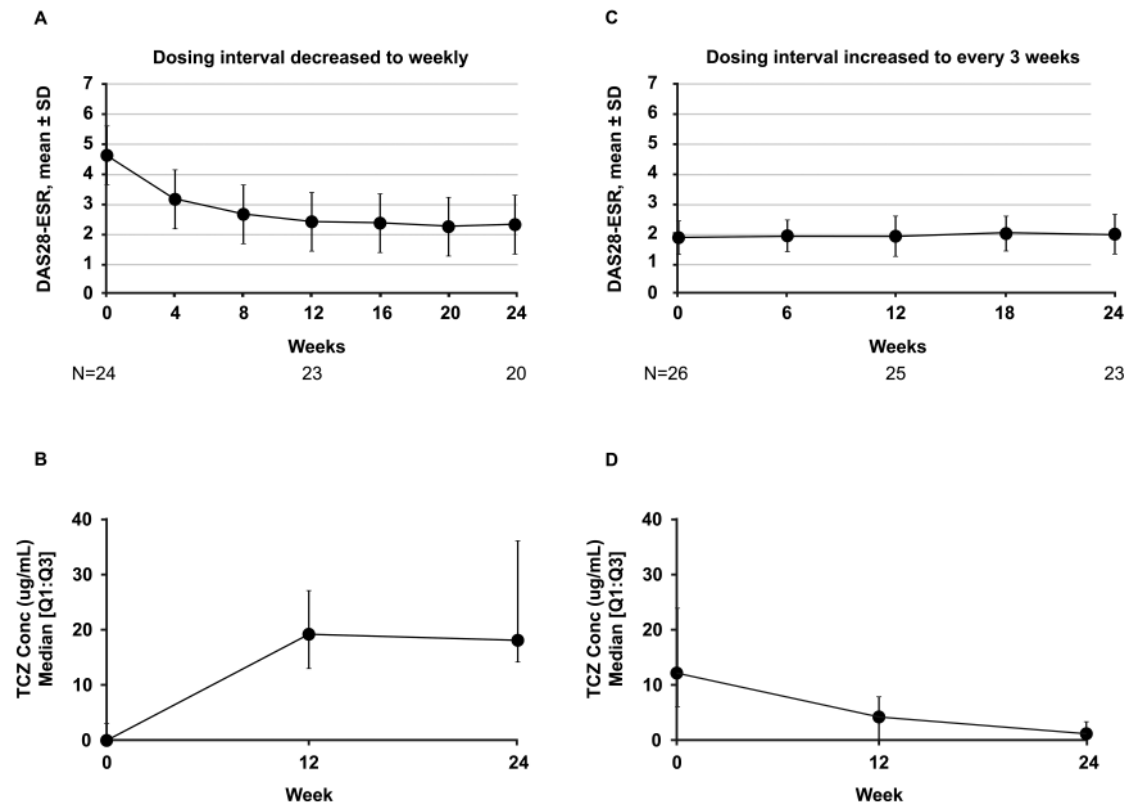 A
Dosing interval decreased to weekly
DAS28-ESR, mean ± SD
7
6
5
4
3
2
1
0
0 4 8 12 16 20 24
Weeks
N=24 23 20
C
Dosing interval increased to every 3 weeks
DAS28-ESR, mean ± SD
7
6
5
4
3
2
1
0
0 6 12 18 24
Weeks
N=26 25 23
B
TCZ Conc (ug/mL)
Median [Q1:Q3]
40
30
20
10
0
0 12 24
Week
D
TCZ Conc (ug/mL)
Median [Q1:Q3]
40
30
20
10
0
0 12 24
Week